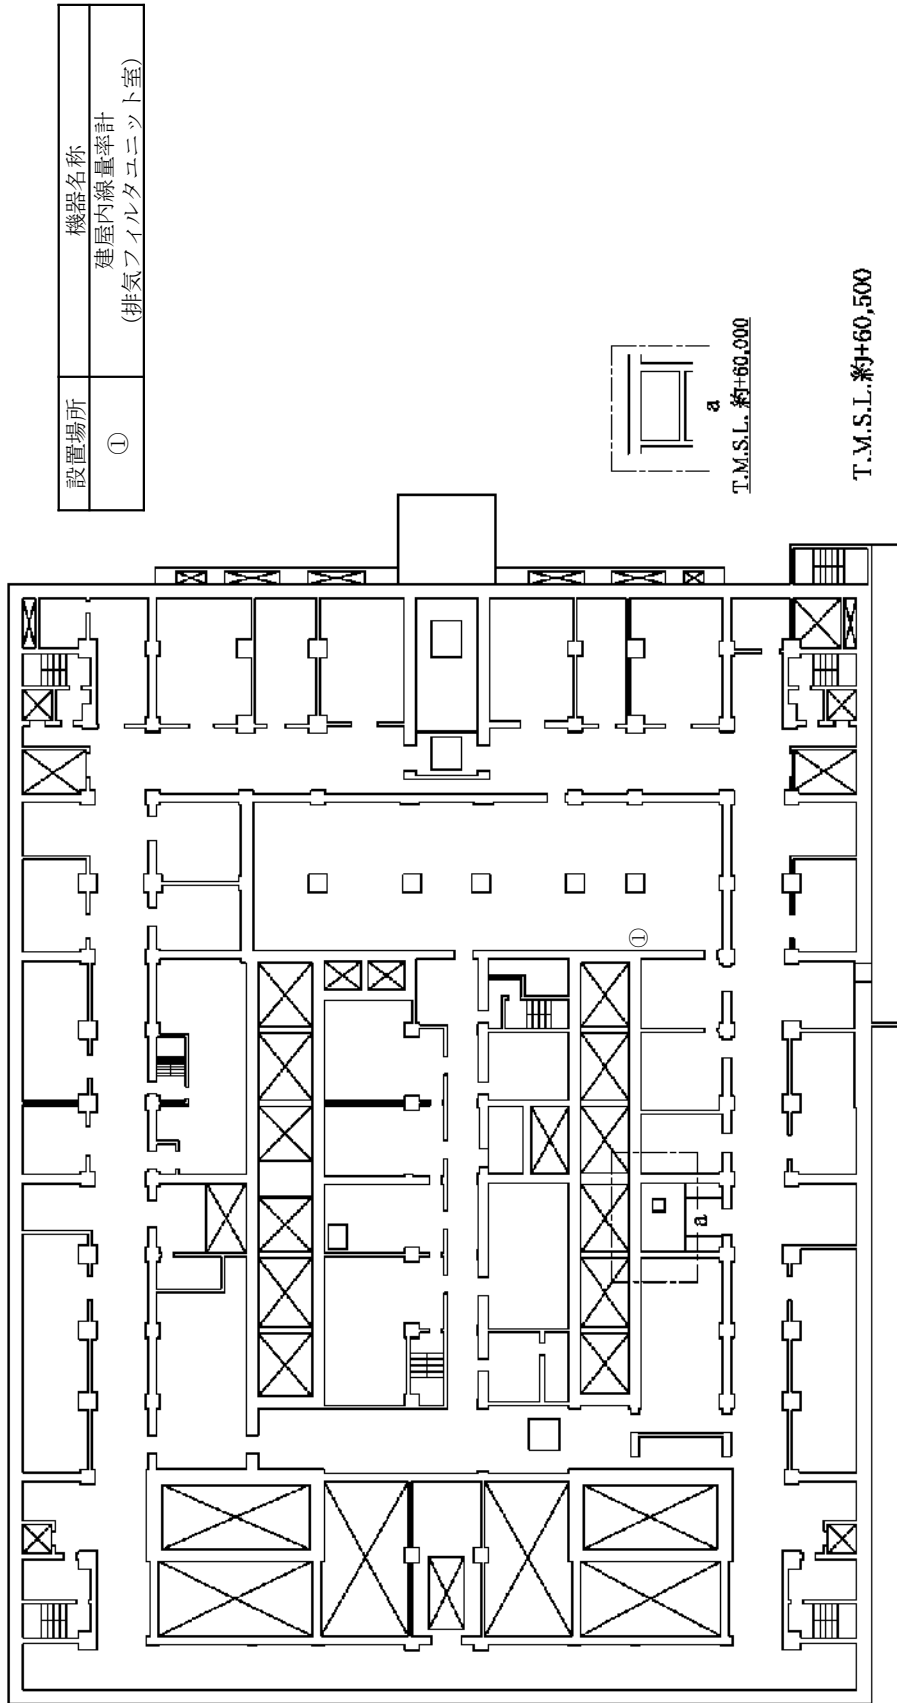 設置場所 機器名称
① 建屋内線量率計
(排気フィルタユニット室)
a
T.M.S.L. 約+60,000
T.M.S.L.約+60,500
①
a